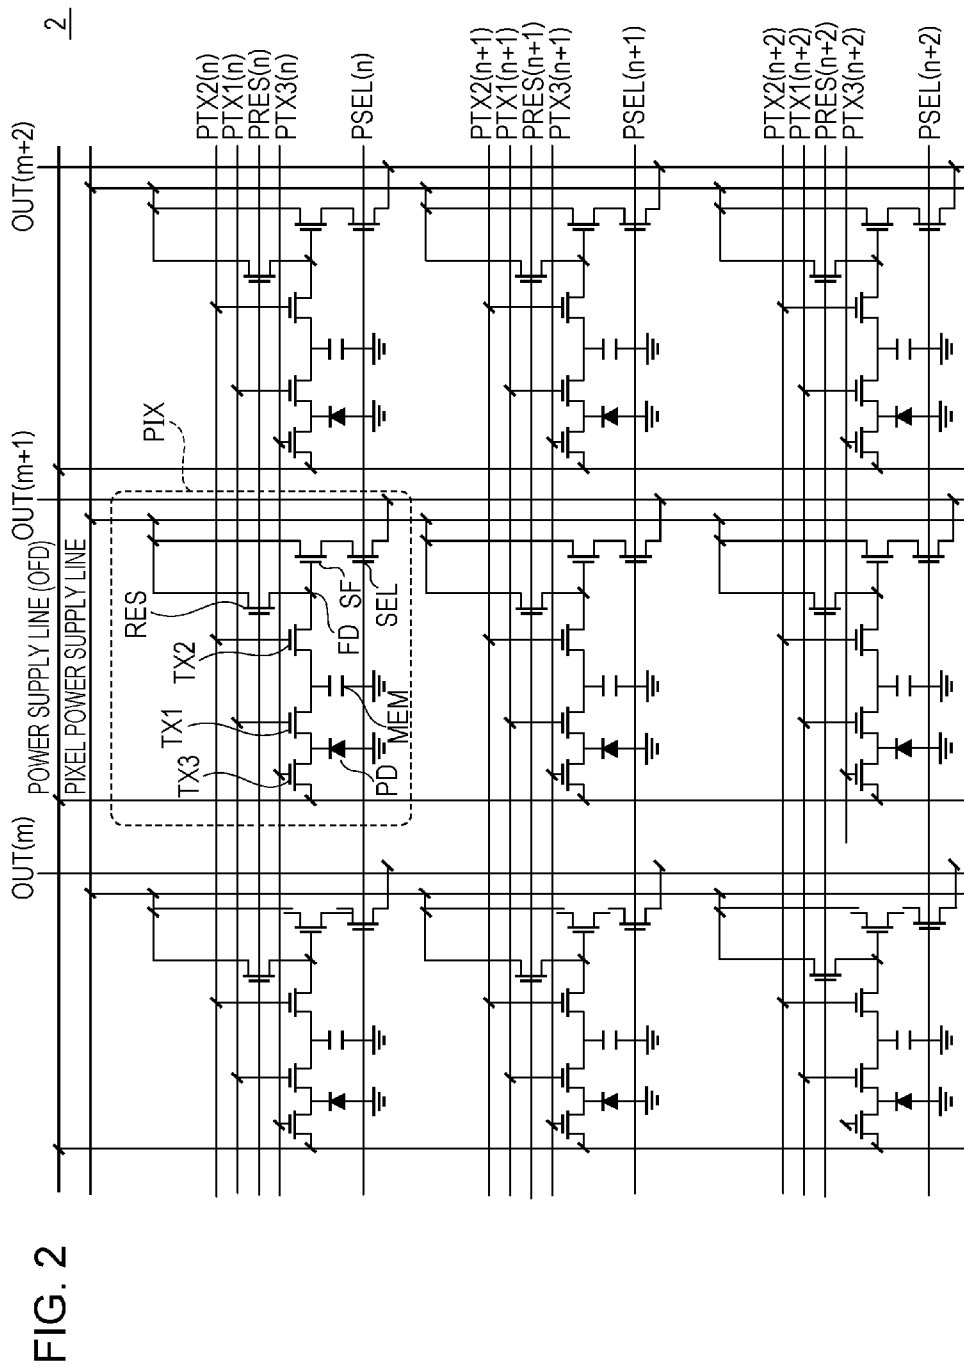 FIG. 2
2
OUT(m)
OUT(m+1)
OUT(m+2)
POWER SUPPLY LINE (OFD)
PIXEL POWER SUPPLY LINE
PIX
RES
TX2
TX1
TX3
FD
SF
SEL
MEM
PD
PTX2(n)
PTX1(n)
PRES(n)
PTX3(n)
PSEL(n)
PTX2(n+1)
PTX1(n+1)
PRES(n+1)
PTX3(n+1)
PSEL(n+1)
PTX2(n+2)
PTX1(n+2)
PRES(n+2)
PTX3(n+2)
PSEL(n+2)